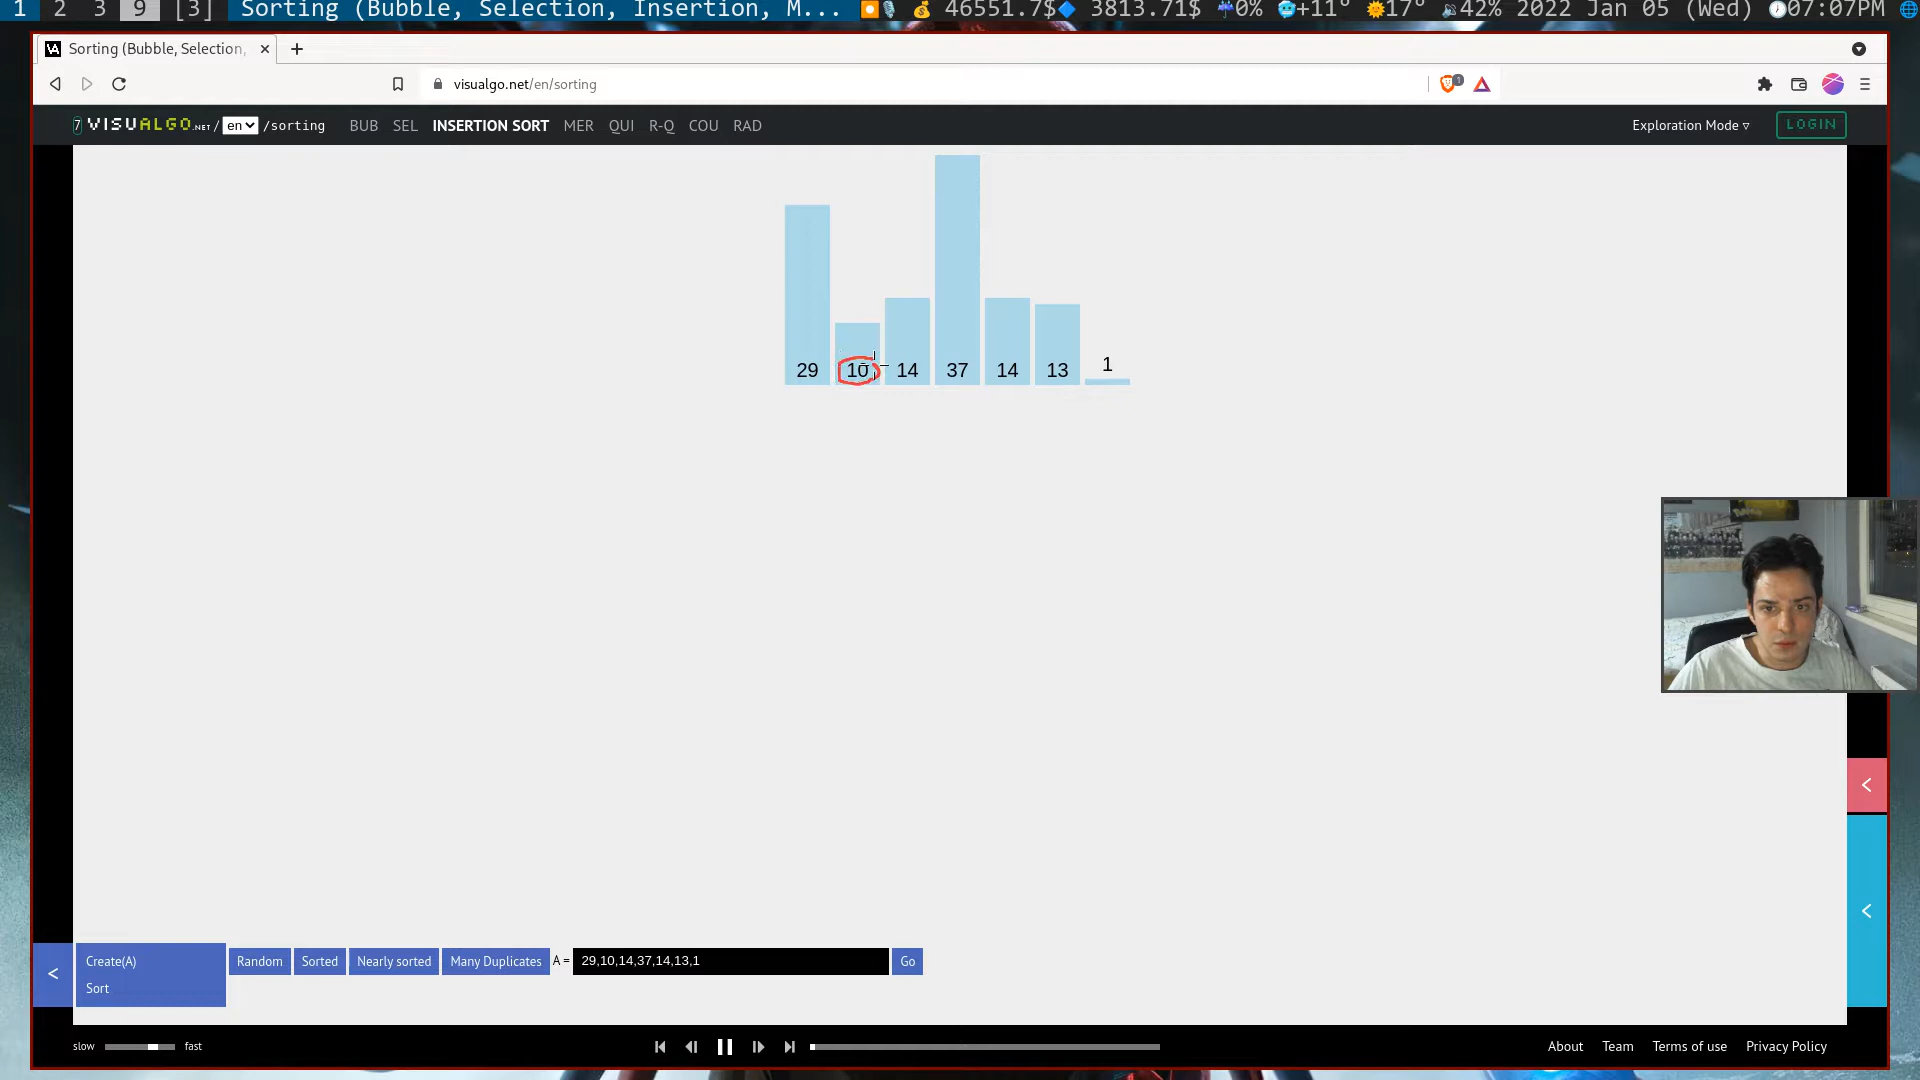 1 2 3 9 [3] Sorting (Bubble, Selection, Insertion, M... 46551.7$ 3813.71$ 0% +11° 17° 42% 2022 Jan 05 (Wed) 07:07PM
Sorting (Bubble, Selection,
visualgo.net/en/sorting
1
7 VISUALGO.NET / en /sorting BUB SEL INSERTION SORT MER QUI R-Q COU RAD Exploration Mode ▿ LOGIN
29 10 14 37 14 13 1
<
<
<
Create(A) Random Sorted Nearly sorted Many Duplicates A = 29,10,14,37,14,13,1 Go
Sort
slow fast About Team Terms of use Privacy Policy